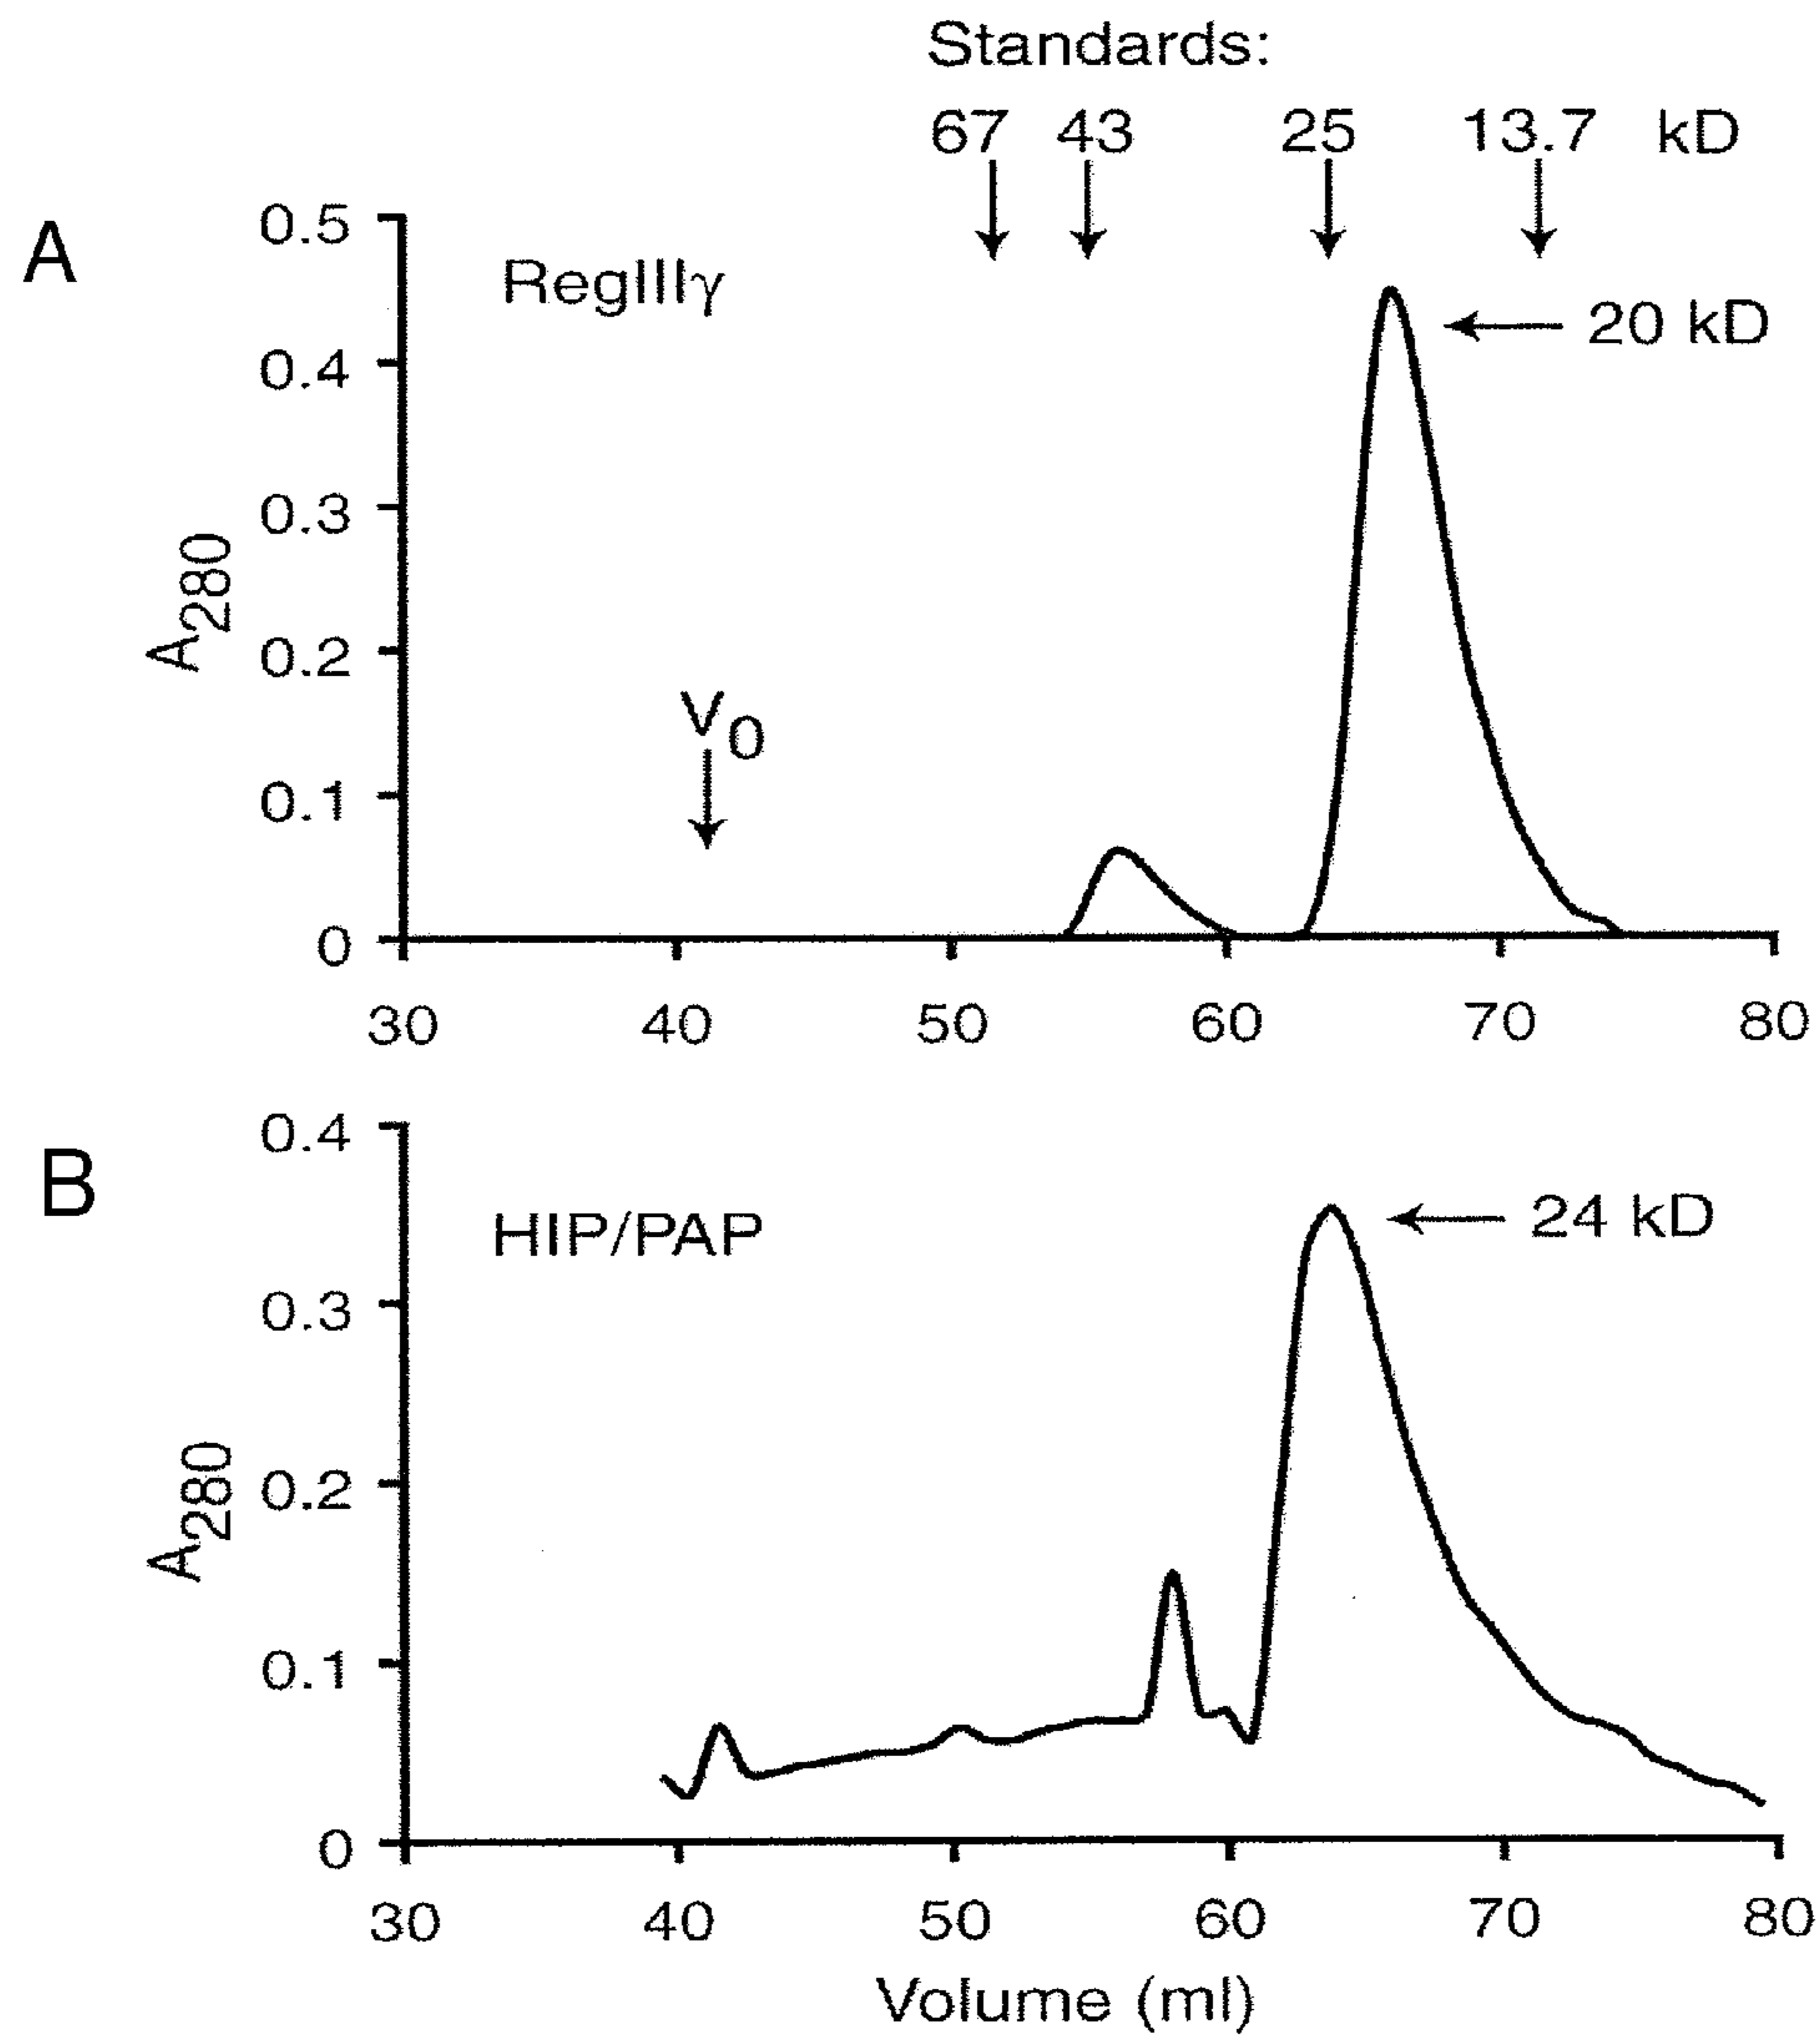 Standards:
67 43 25 13.7 kD
A
0.5
RegIIIγ
20 kD
0.4
0.3
A280
0.2
V0
0.1
0
30 40 50 60 70 80
B
0.4
HIP/PAP
24 kD
0.3
A280
0.2
0.1
0
30 40 50 60 70 80
Volume (ml)